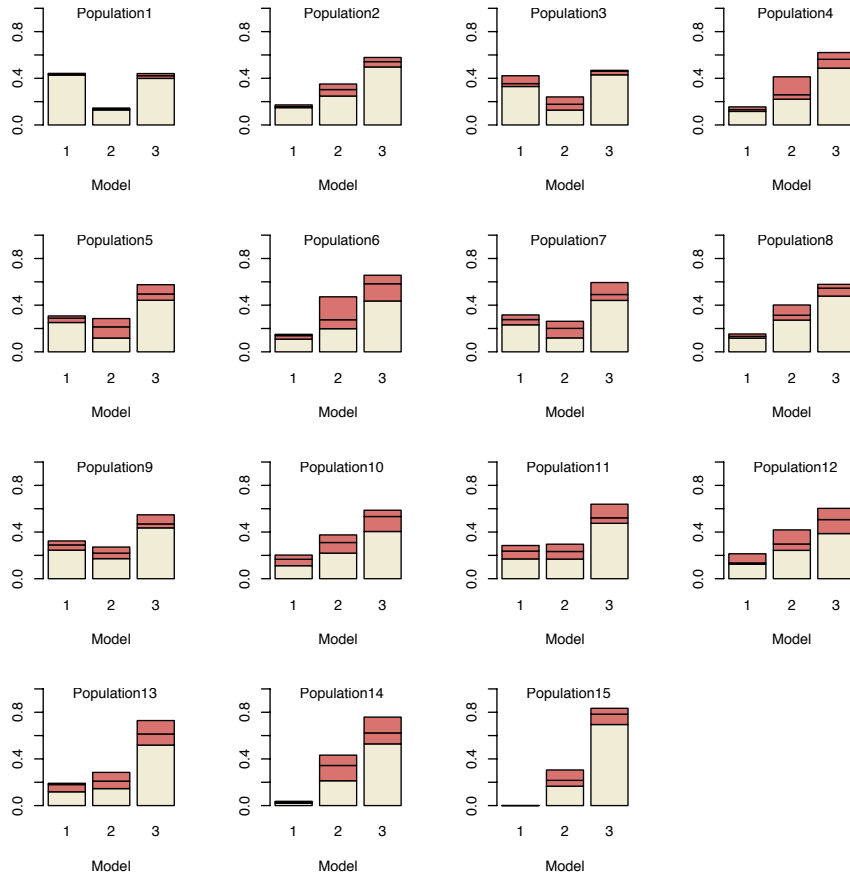 Population1
0.0 0.4 0.8
1 2 3
Model
Population2
0.0 0.4 0.8
1 2 3
Model
Population3
0.0 0.4 0.8
1 2 3
Model
Population4
0.0 0.4 0.8
1 2 3
Model
Population5
0.0 0.4 0.8
1 2 3
Model
Population6
0.0 0.4 0.8
1 2 3
Model
Population7
0.0 0.4 0.8
1 2 3
Model
Population8
0.0 0.4 0.8
1 2 3
Model
Population9
0.0 0.4 0.8
1 2 3
Model
Population10
0.0 0.4 0.8
1 2 3
Model
Population11
0.0 0.4 0.8
1 2 3
Model
Population12
0.0 0.4 0.8
1 2 3
Model
Population13
0.0 0.4 0.8
1 2 3
Model
Population14
0.0 0.4 0.8
1 2 3
Model
Population15
0.0 0.4 0.8
1 2 3
Model